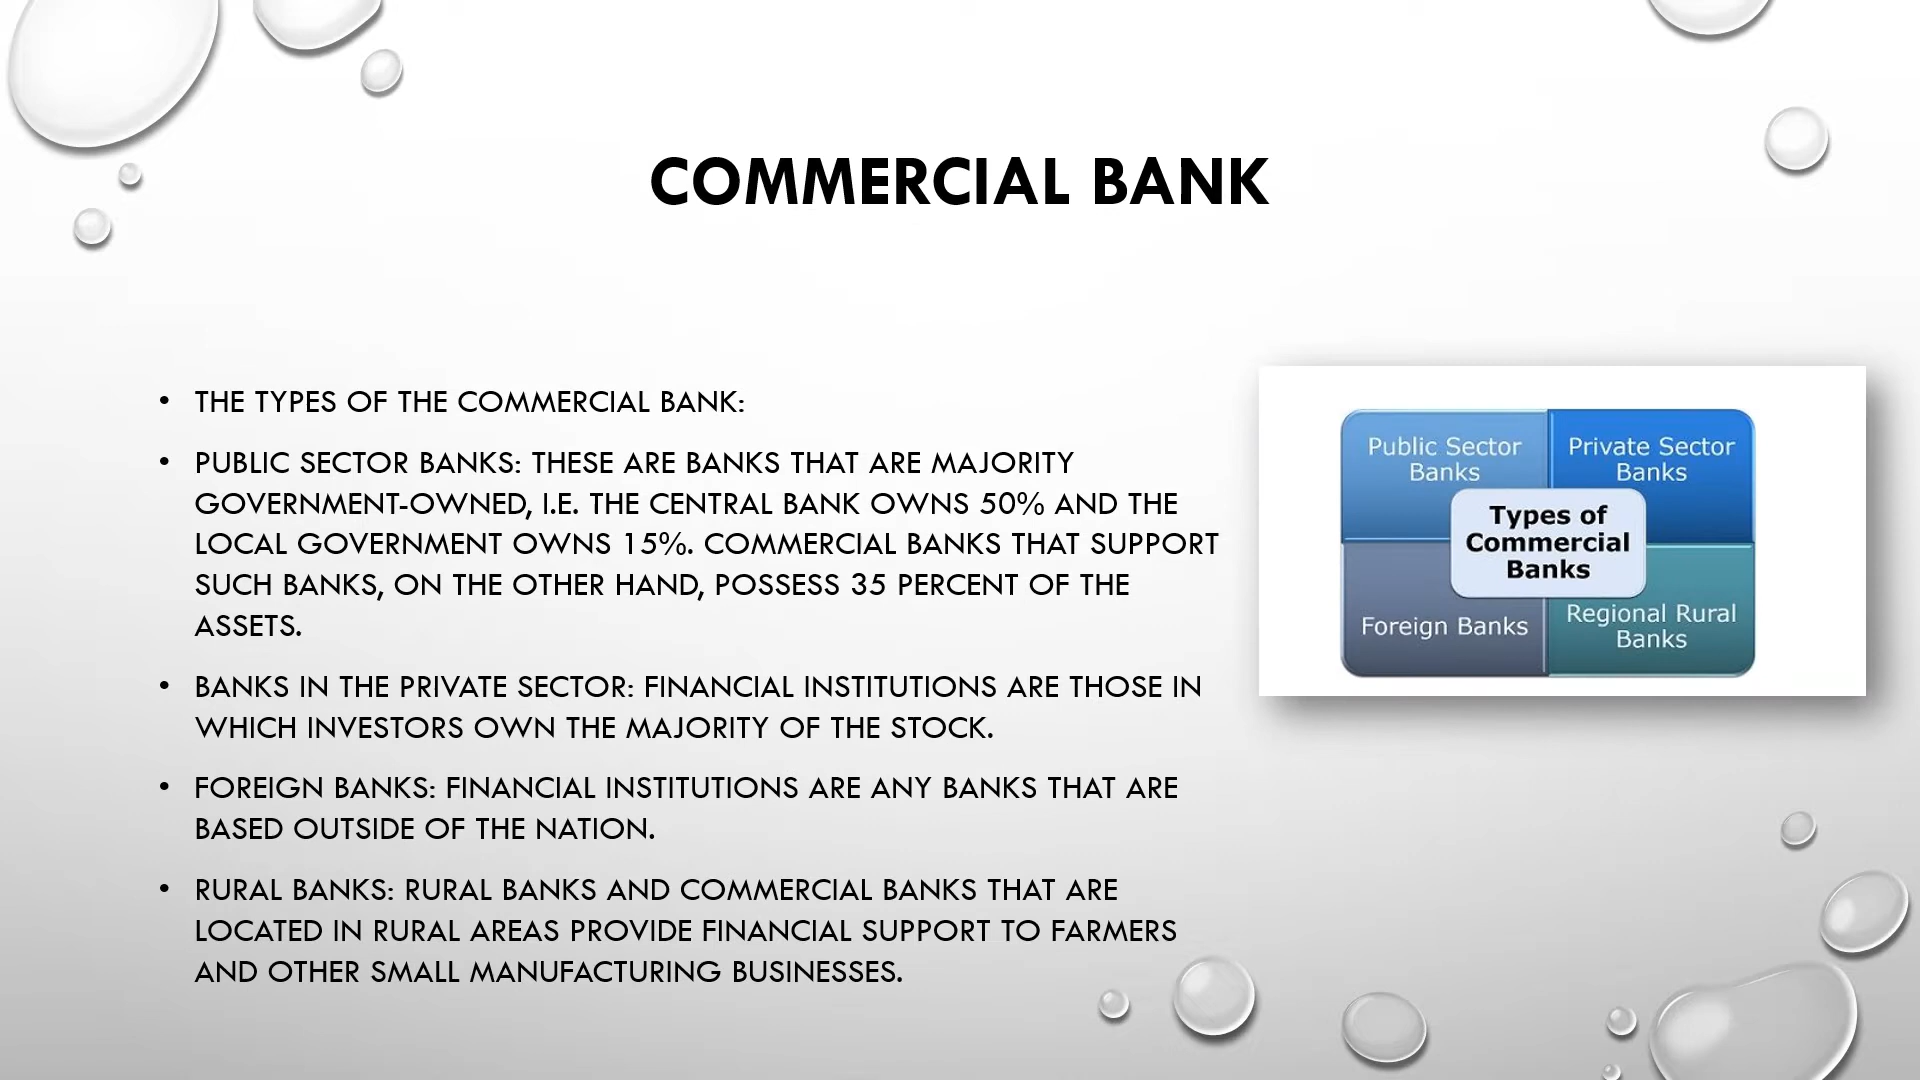 COMMERCIAL BANK
• THE TYPES OF THE COMMERCIAL BANK:
• PUBLIC SECTOR BANKS: THESE ARE BANKS THAT ARE MAJORITY
GOVERNMENT-OWNED, I.E. THE CENTRAL BANK OWNS 50% AND THE
LOCAL GOVERNMENT OWNS 15%. COMMERCIAL BANKS THAT SUPPORT
SUCH BANKS, ON THE OTHER HAND, POSSESS 35 PERCENT OF THE
ASSETS.
• BANKS IN THE PRIVATE SECTOR: FINANCIAL INSTITUTIONS ARE THOSE IN
WHICH INVESTORS OWN THE MAJORITY OF THE STOCK.
• FOREIGN BANKS: FINANCIAL INSTITUTIONS ARE ANY BANKS THAT ARE
BASED OUTSIDE OF THE NATION.
• RURAL BANKS: RURAL BANKS AND COMMERCIAL BANKS THAT ARE
LOCATED IN RURAL AREAS PROVIDE FINANCIAL SUPPORT TO FARMERS
AND OTHER SMALL MANUFACTURING BUSINESSES.
Public Sector
Banks
Private Sector
Banks
Types of
Commercial
Banks
Foreign Banks
Regional Rural
Banks